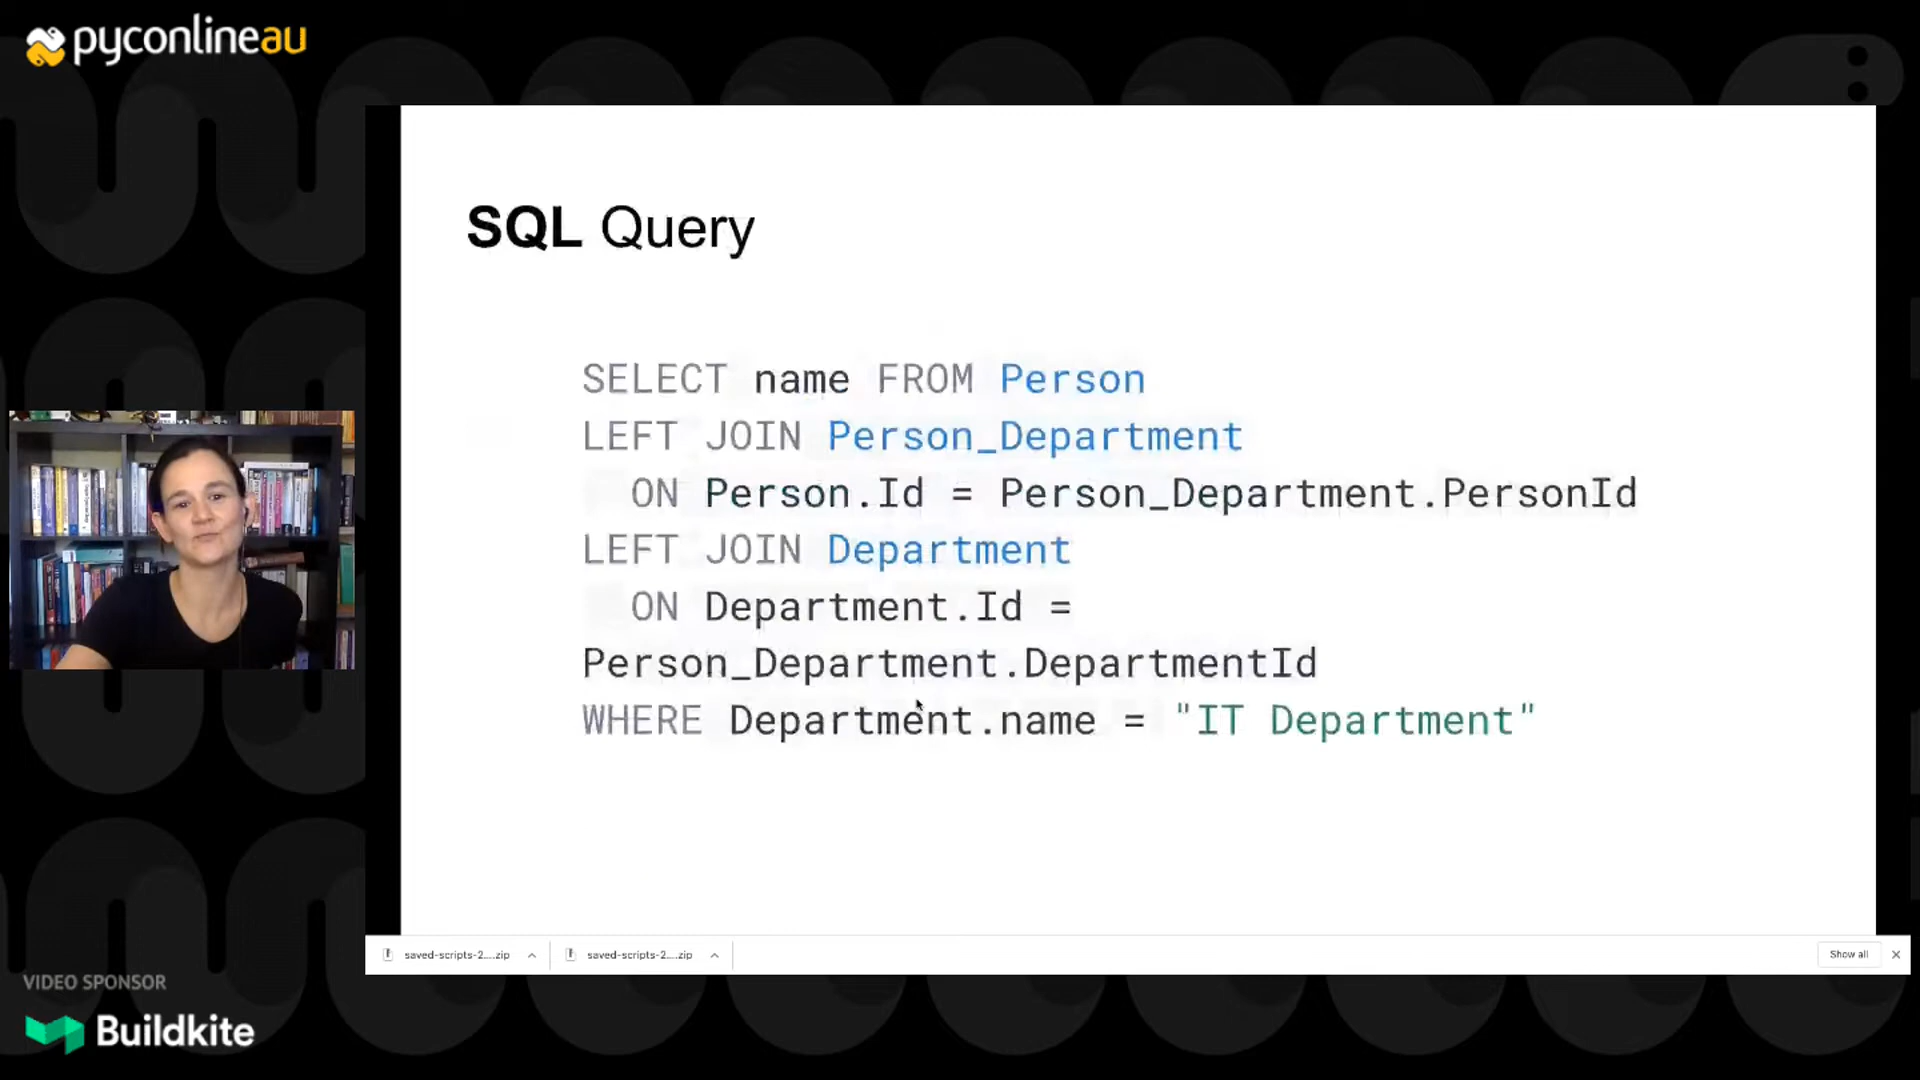 pyconlineau
SQL Query
SELECT name FROM Person
LEFT JOIN Person_Department
ON Person.Id = Person_Department.PersonId
LEFT JOIN Department
ON Department.Id =
Person_Department.DepartmentId
WHERE Department.name = "IT Department"
saved-scripts-2....zip
saved-scripts-2....zip
Show all
VIDEO SPONSOR
Buildkite